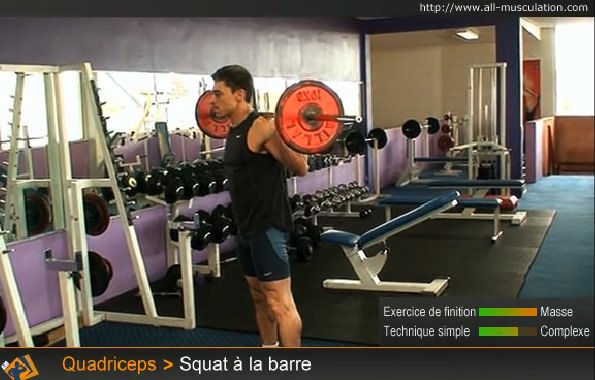 http://www.all-musculation.com
Exercice de finition Masse
Technique simple Complexe
Quadriceps > Squat à la barre